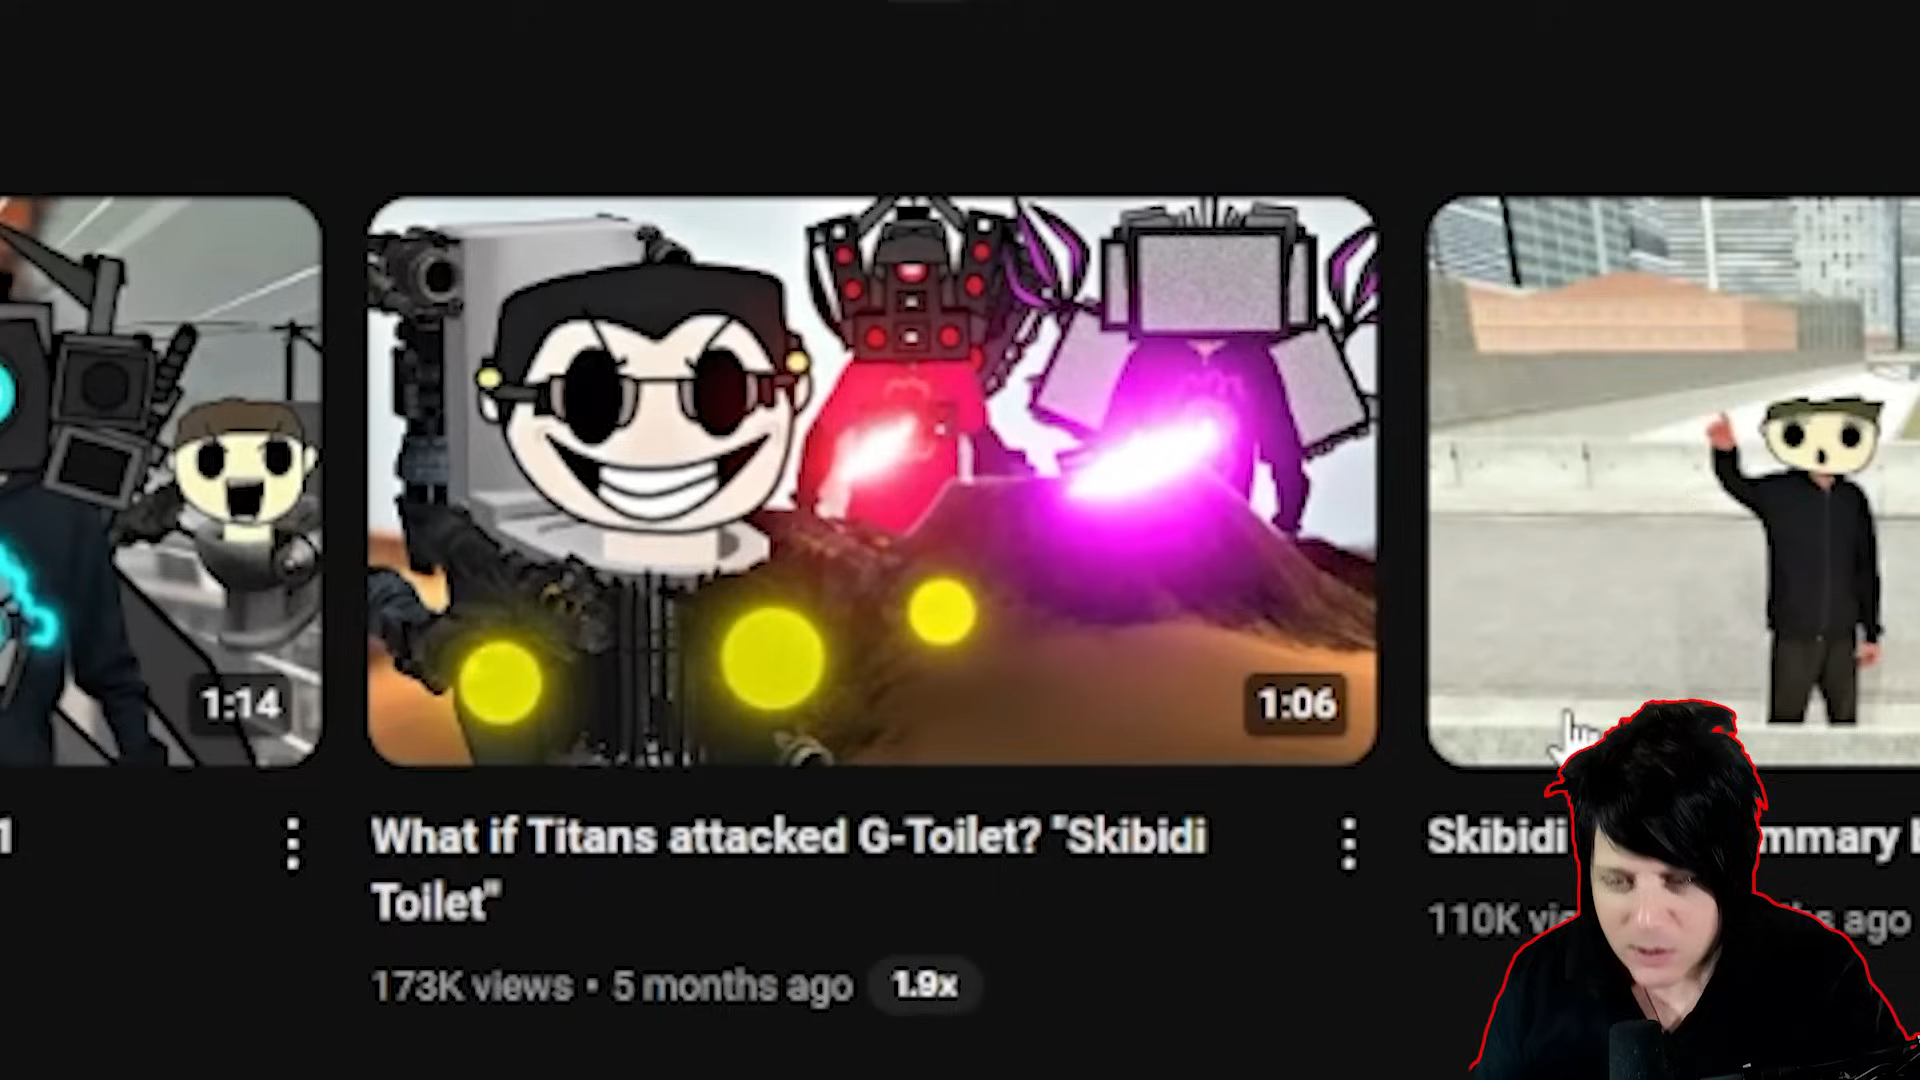 1:14
1:06
1
What if Titans attacked G-Toilet? "Skibidi
Toilet"
173K views • 5 months ago 1.9x
Skibidi mmary
110K ago